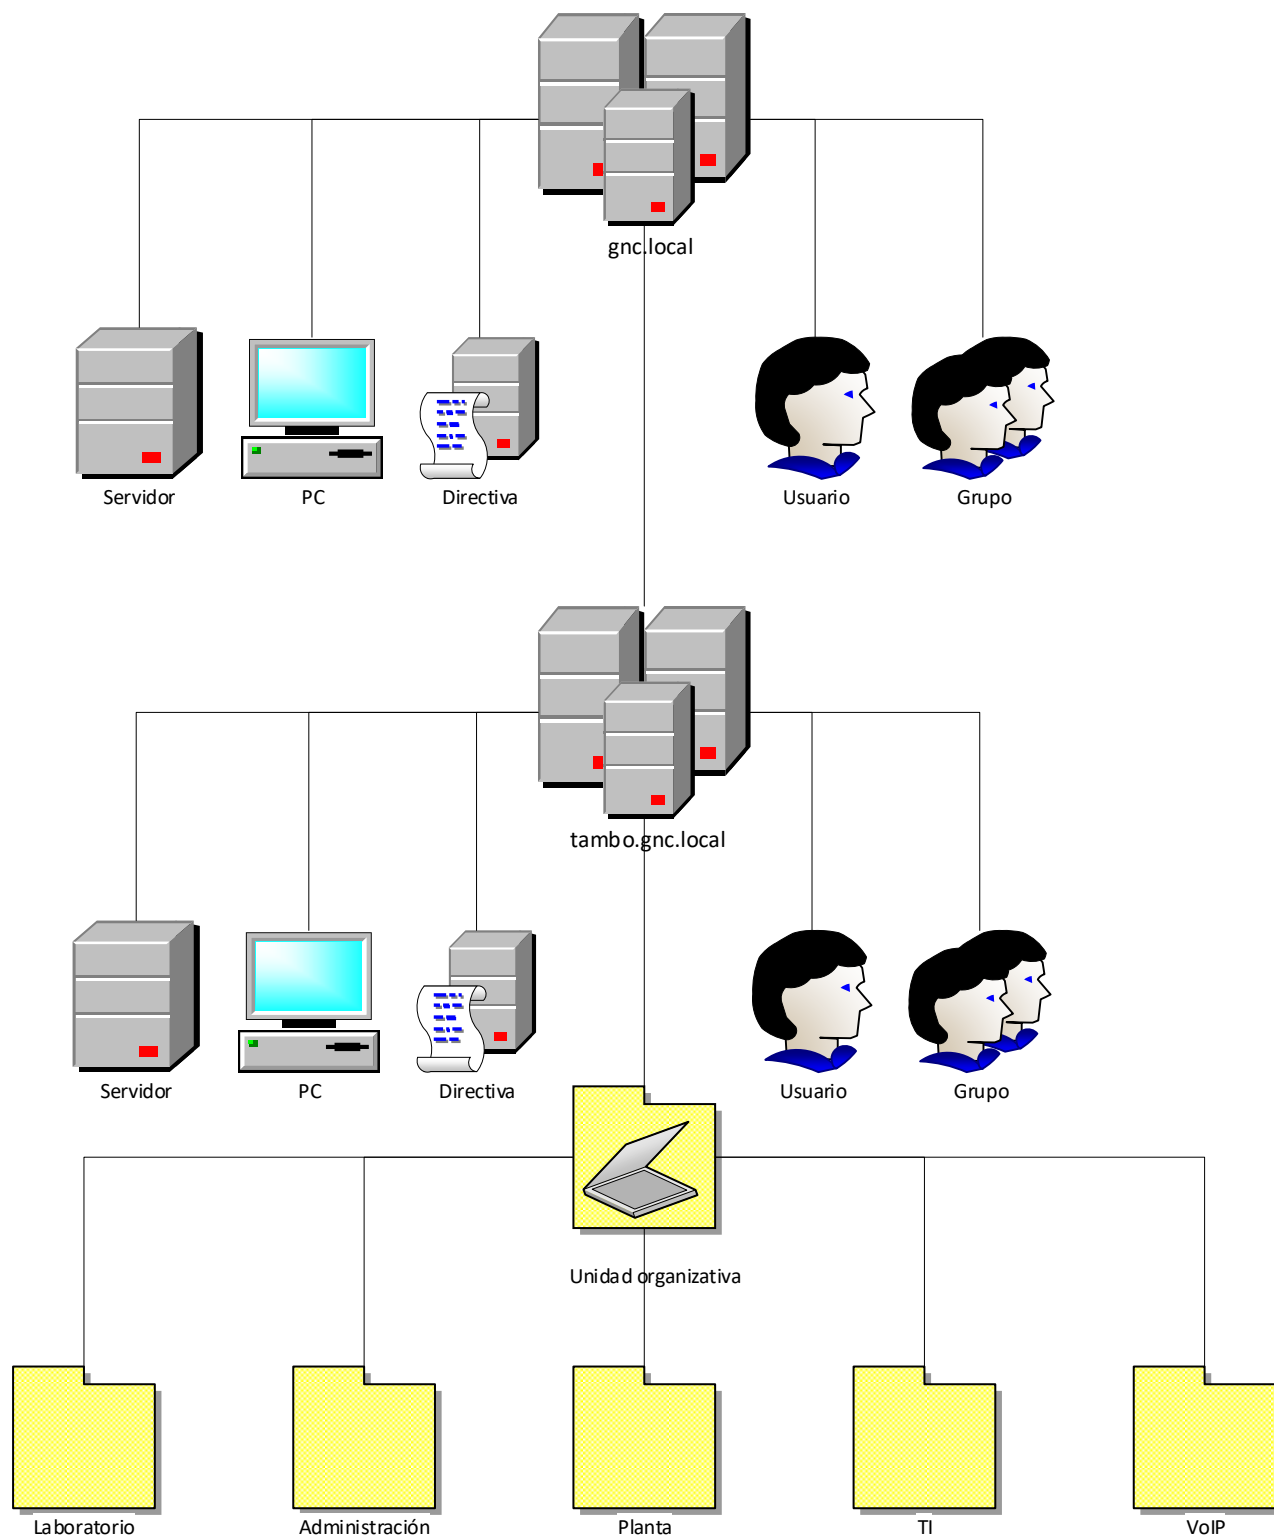 gnc.local
Servidor
PC
Directiva
Usuario
Grupo
tambo.gnc.local
Servidor
PC
Directiva
Usuario
Grupo
Unidad organizativa
Laboratorio
Administración
Planta
TI
VoIP